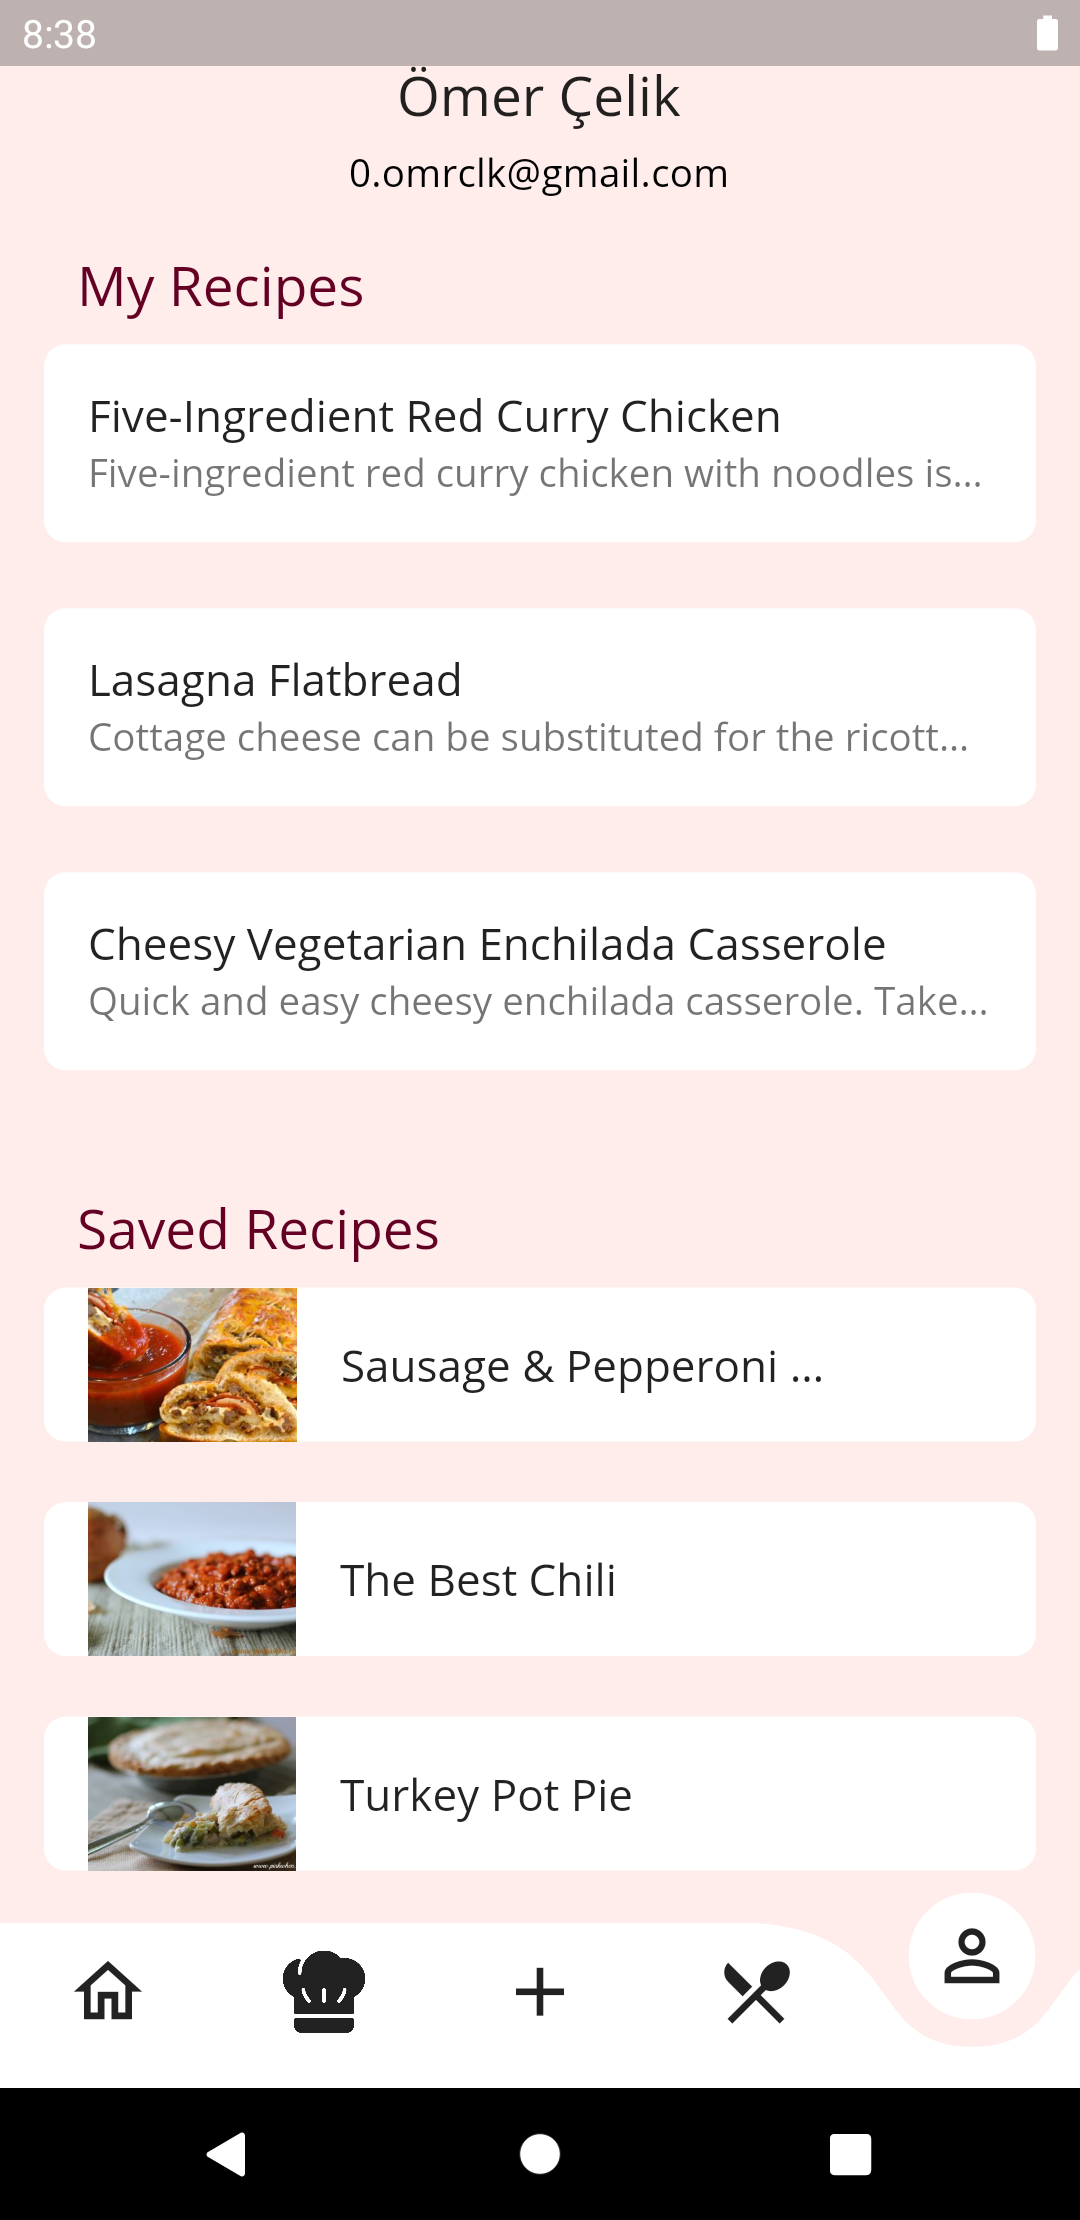 8:38
Ömer Çelik
0.omrclk@gmail.com
My Recipes
Five-Ingredient Red Curry Chicken
Five-ingredient red curry chicken with noodles is...
Lasagna Flatbread
Cottage cheese can be substituted for the ricott...
Cheesy Vegetarian Enchilada Casserole
Quick and easy cheesy enchilada casserole. Take...
Saved Recipes
Sausage & Pepperoni ...
The Best Chili
Turkey Pot Pie